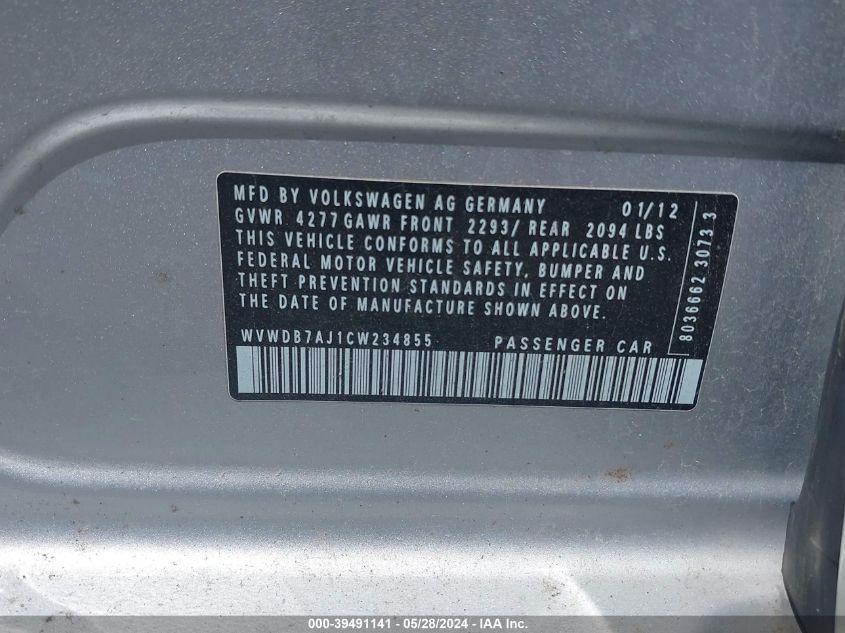 MFD BY VOLKSWAGEN AG GERMANY 01/12
GVWR 4277 GAWR FRONT 2293/ REAR 2094 LBS
THIS VEHICLE CONFORMS TO ALL APPLICABLE U.S.
FEDERAL MOTOR VEHICLE SAFETY, BUMPER AND
THEFT PREVENTION STANDARDS IN EFFECT ON
THE DATE OF MANUFACTURE SHOWN ABOVE.
WVWDB7AJ1CW234855 PASSENGER CAR
8036662 3073 3
000-39491141 - 05/28/2024 - IAA Inc.